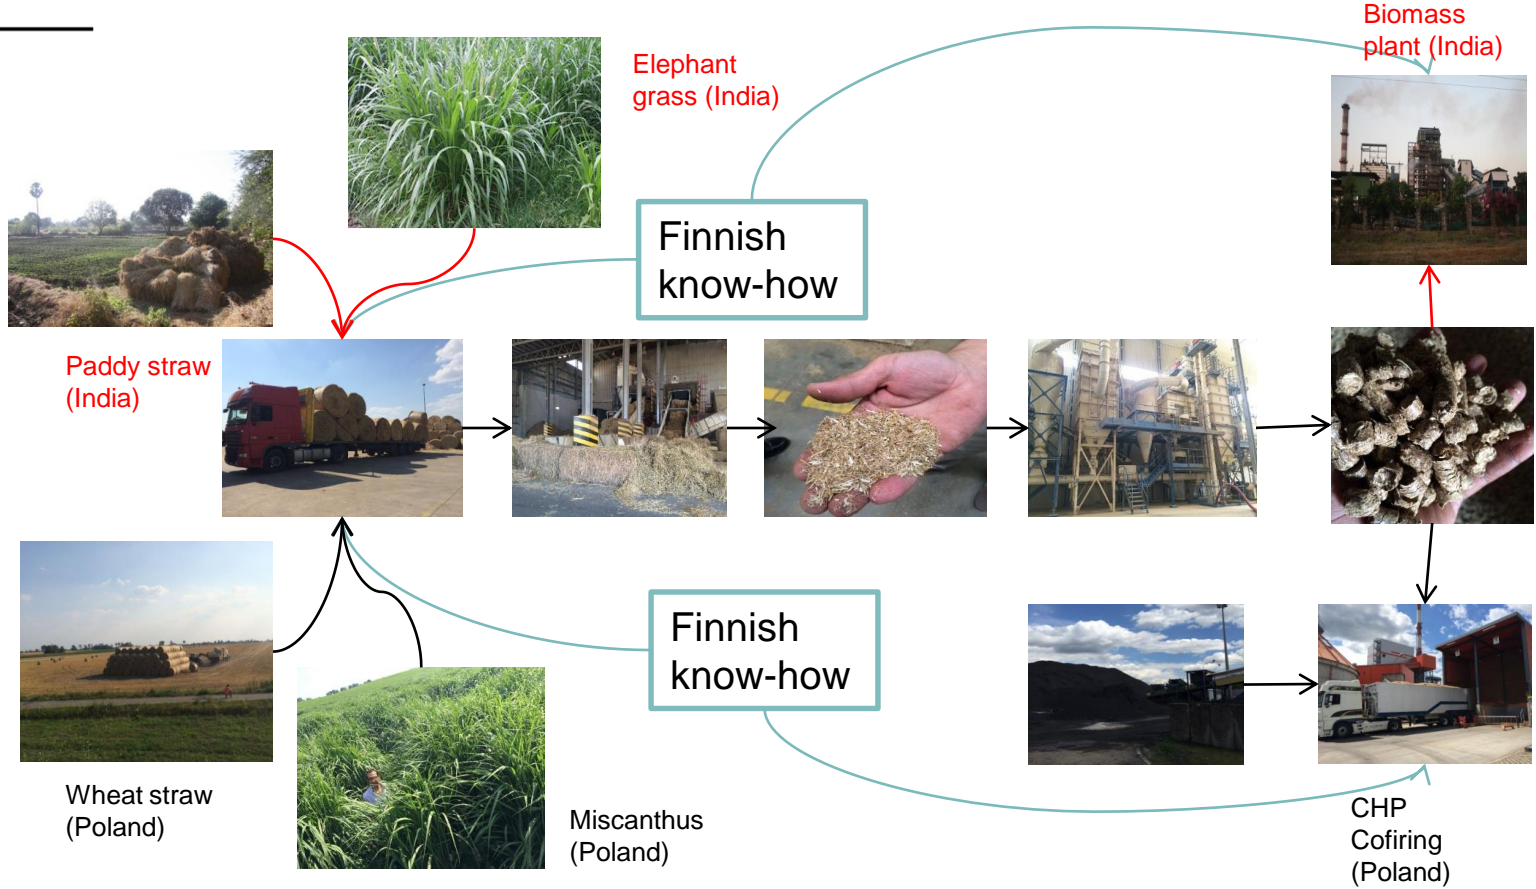 Biomass
plant (India)
Elephant
grass (India)
Finnish
know-how
Paddy straw
(India)
Finnish
know-how
Wheat straw
(Poland)
Miscanthus
(Poland)
CHP
Cofiring
(Poland)